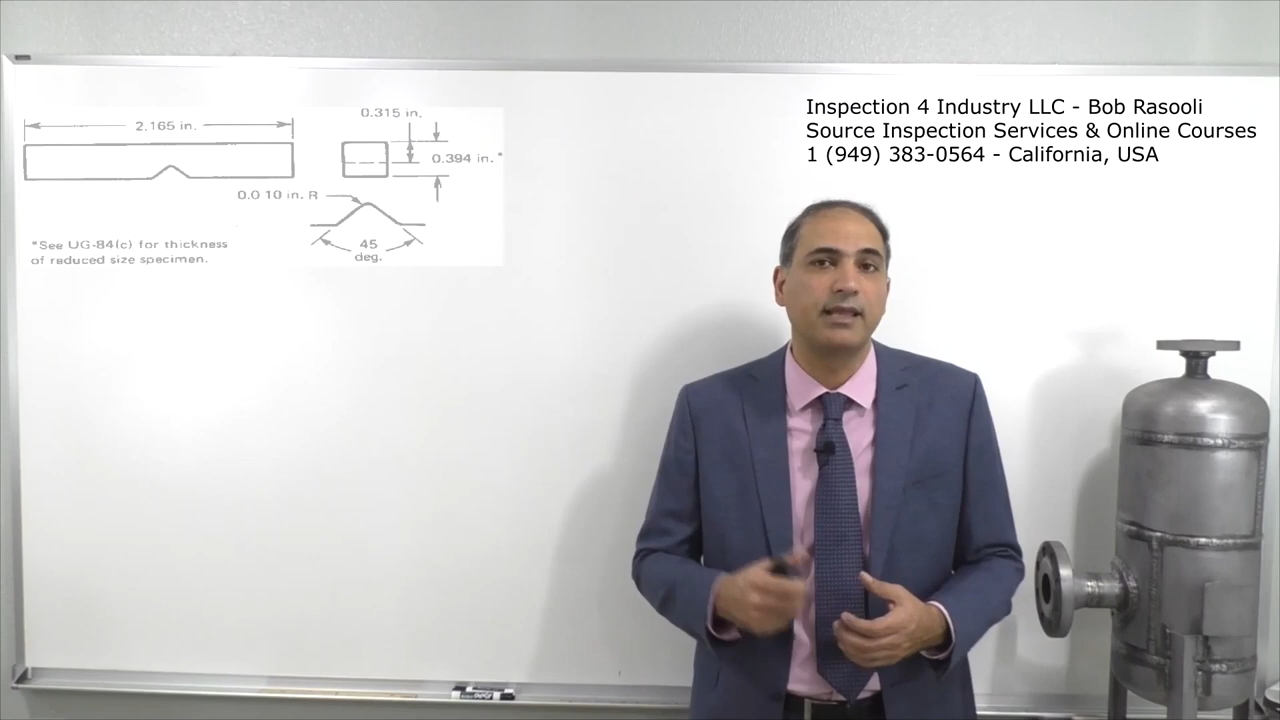 2.165 in.
0.315 in.
0.394 in.*
0.0 10 in. R
45
deg.
*See UG-84(c) for thickness
of reduced size specimen.
Inspection 4 Industry LLC - Bob Rasooli
Source Inspection Services & Online Courses
1 (949) 383-0564 - California, USA